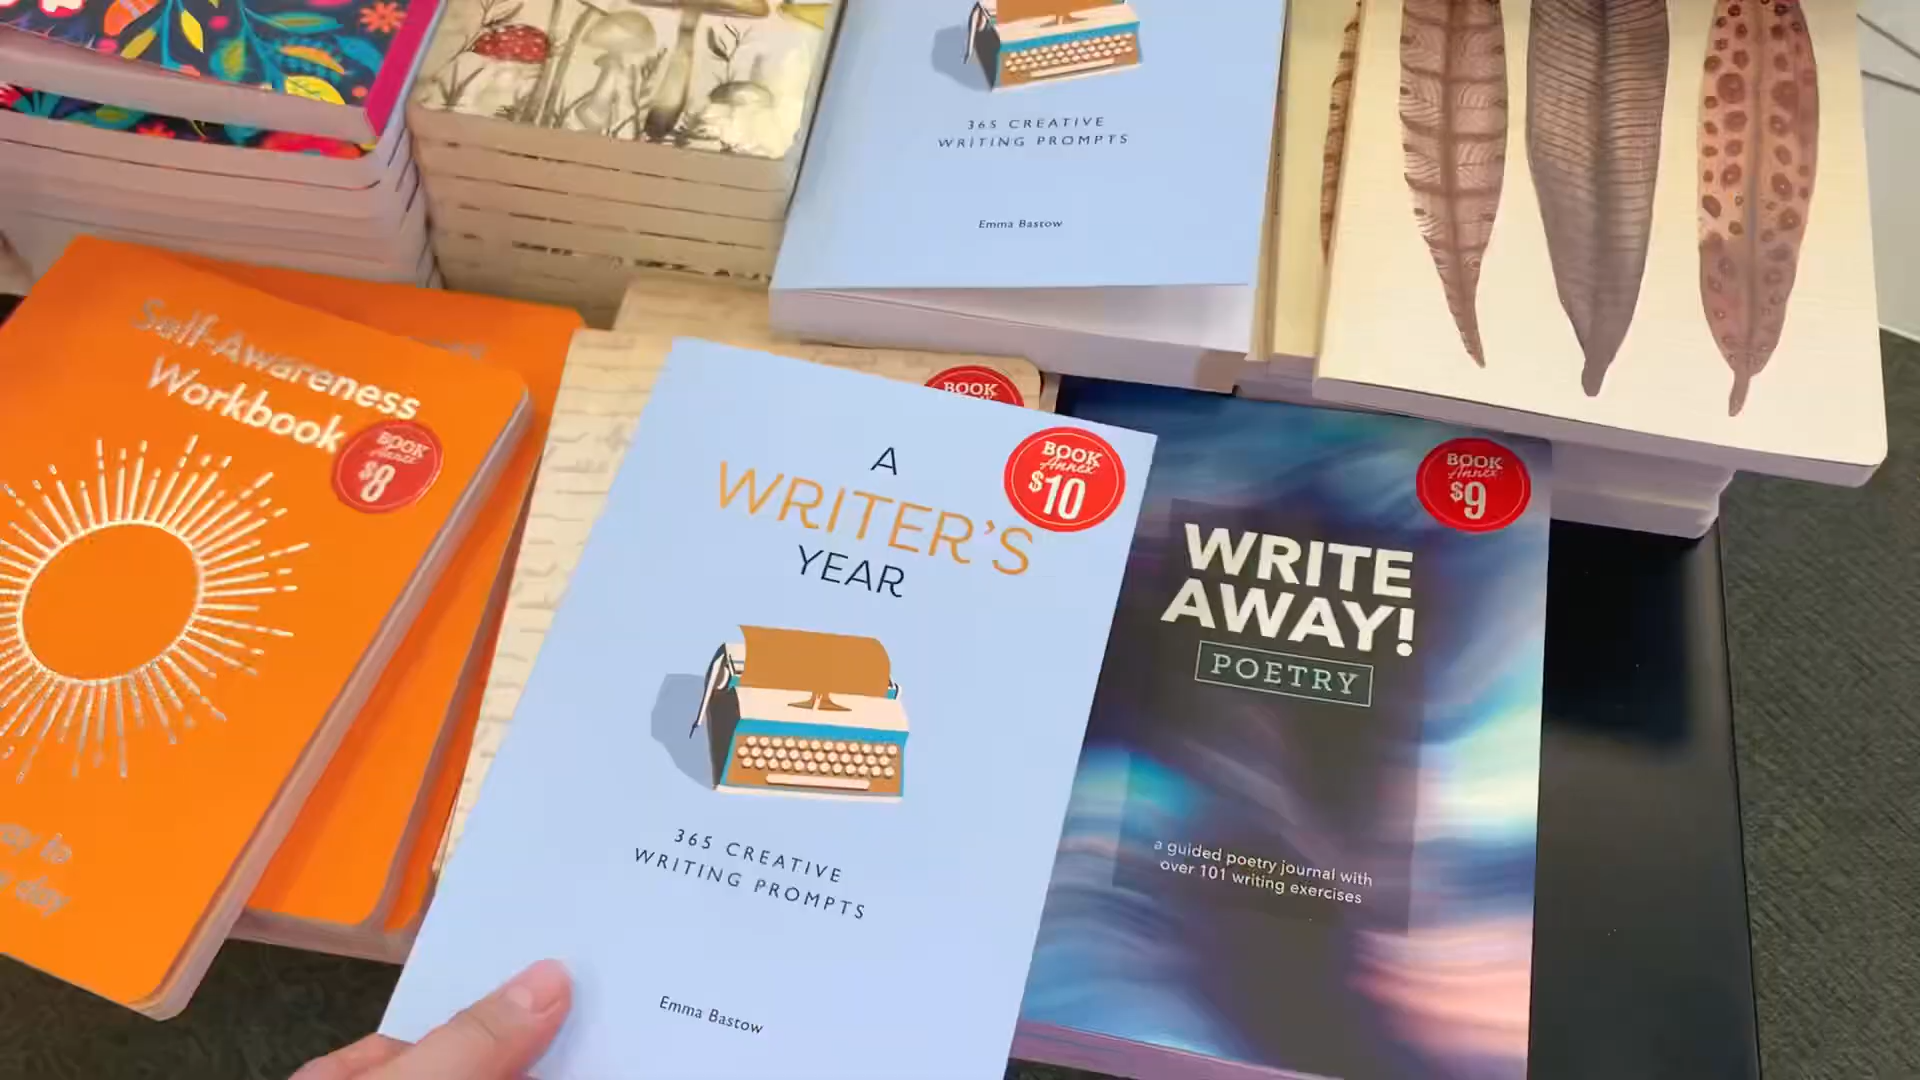 365 CREATIVE
WRITING PROMPTS
Emma Bastow
Self-Awareness
Workbook
BOOK
Annex
$8
BOOK
A
WRITER'S
YEAR
BOOK
Annex
$10
365 CREATIVE
WRITING PROMPTS
Emma Bastow
BOOK
Annex
$9
WRITE
AWAY!
POETRY
a guided poetry journal with
over 101 writing exercises
to
day